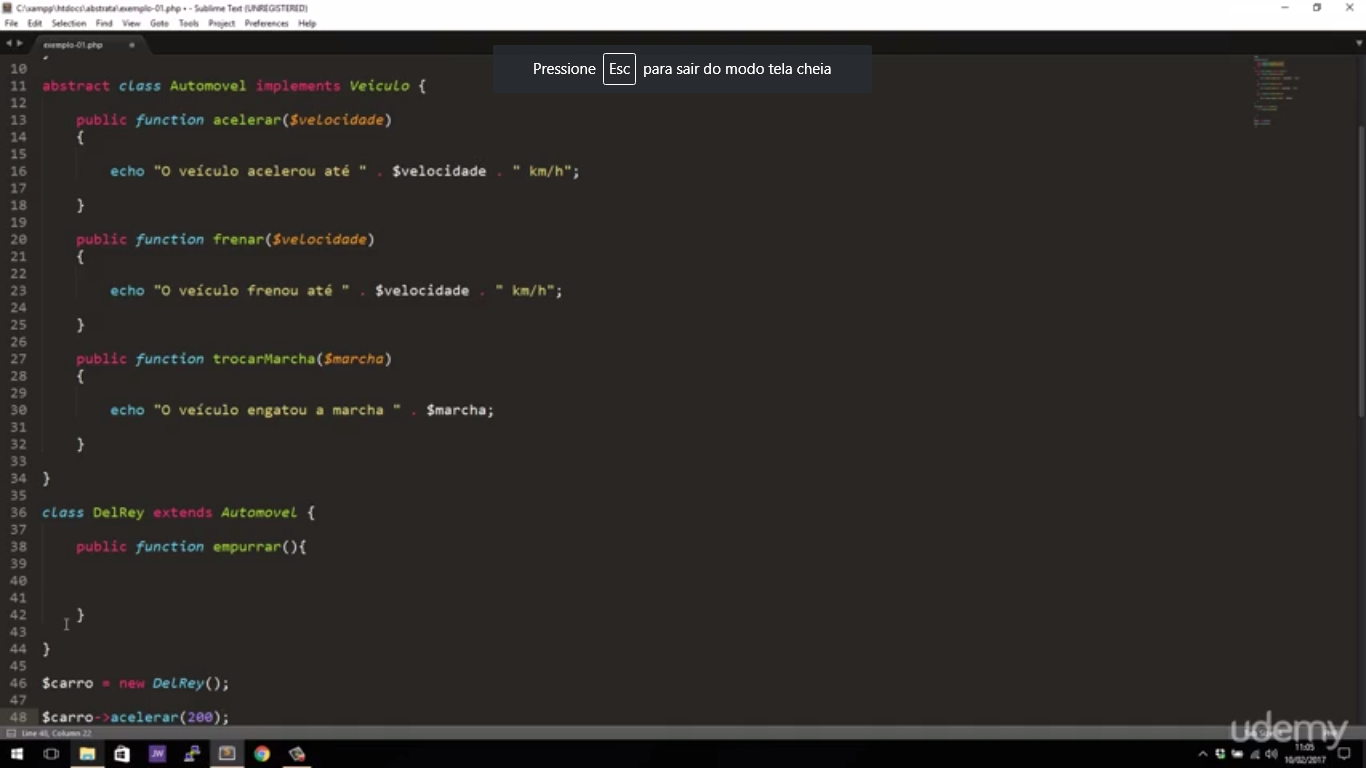 C:\xampp\htdocs\abstrata\exemplo-01.php • - Sublime Text (UNREGISTERED)
File Edit Selection Find View Goto Tools Project Preferences Help
exemplo-01.php
Pressione Esc para sair do modo tela cheia
10 }
11 abstract class Automovel implements Veiculo {
12
13 public function acelerar($velocidade)
14 {
15
16 echo "O veículo acelerou até " . $velocidade . " km/h";
17
18 }
19
20 public function frenar($velocidade)
21 {
22
23 echo "O veículo frenou até " . $velocidade . " km/h";
24
25 }
26
27 public function trocarMarcha($marcha)
28 {
29
30 echo "O veículo engatou a marcha " . $marcha;
31
32 }
33
34 }
35
36 class DelRey extends Automovel {
37
38 public function empurrar(){
39
40
41
42 }
43
44 }
45
46 $carro = new DelRey();
47
48 $carro->acelerar(200);
Line 48, Column 22
udemy
JW
11:05
10/02/2017